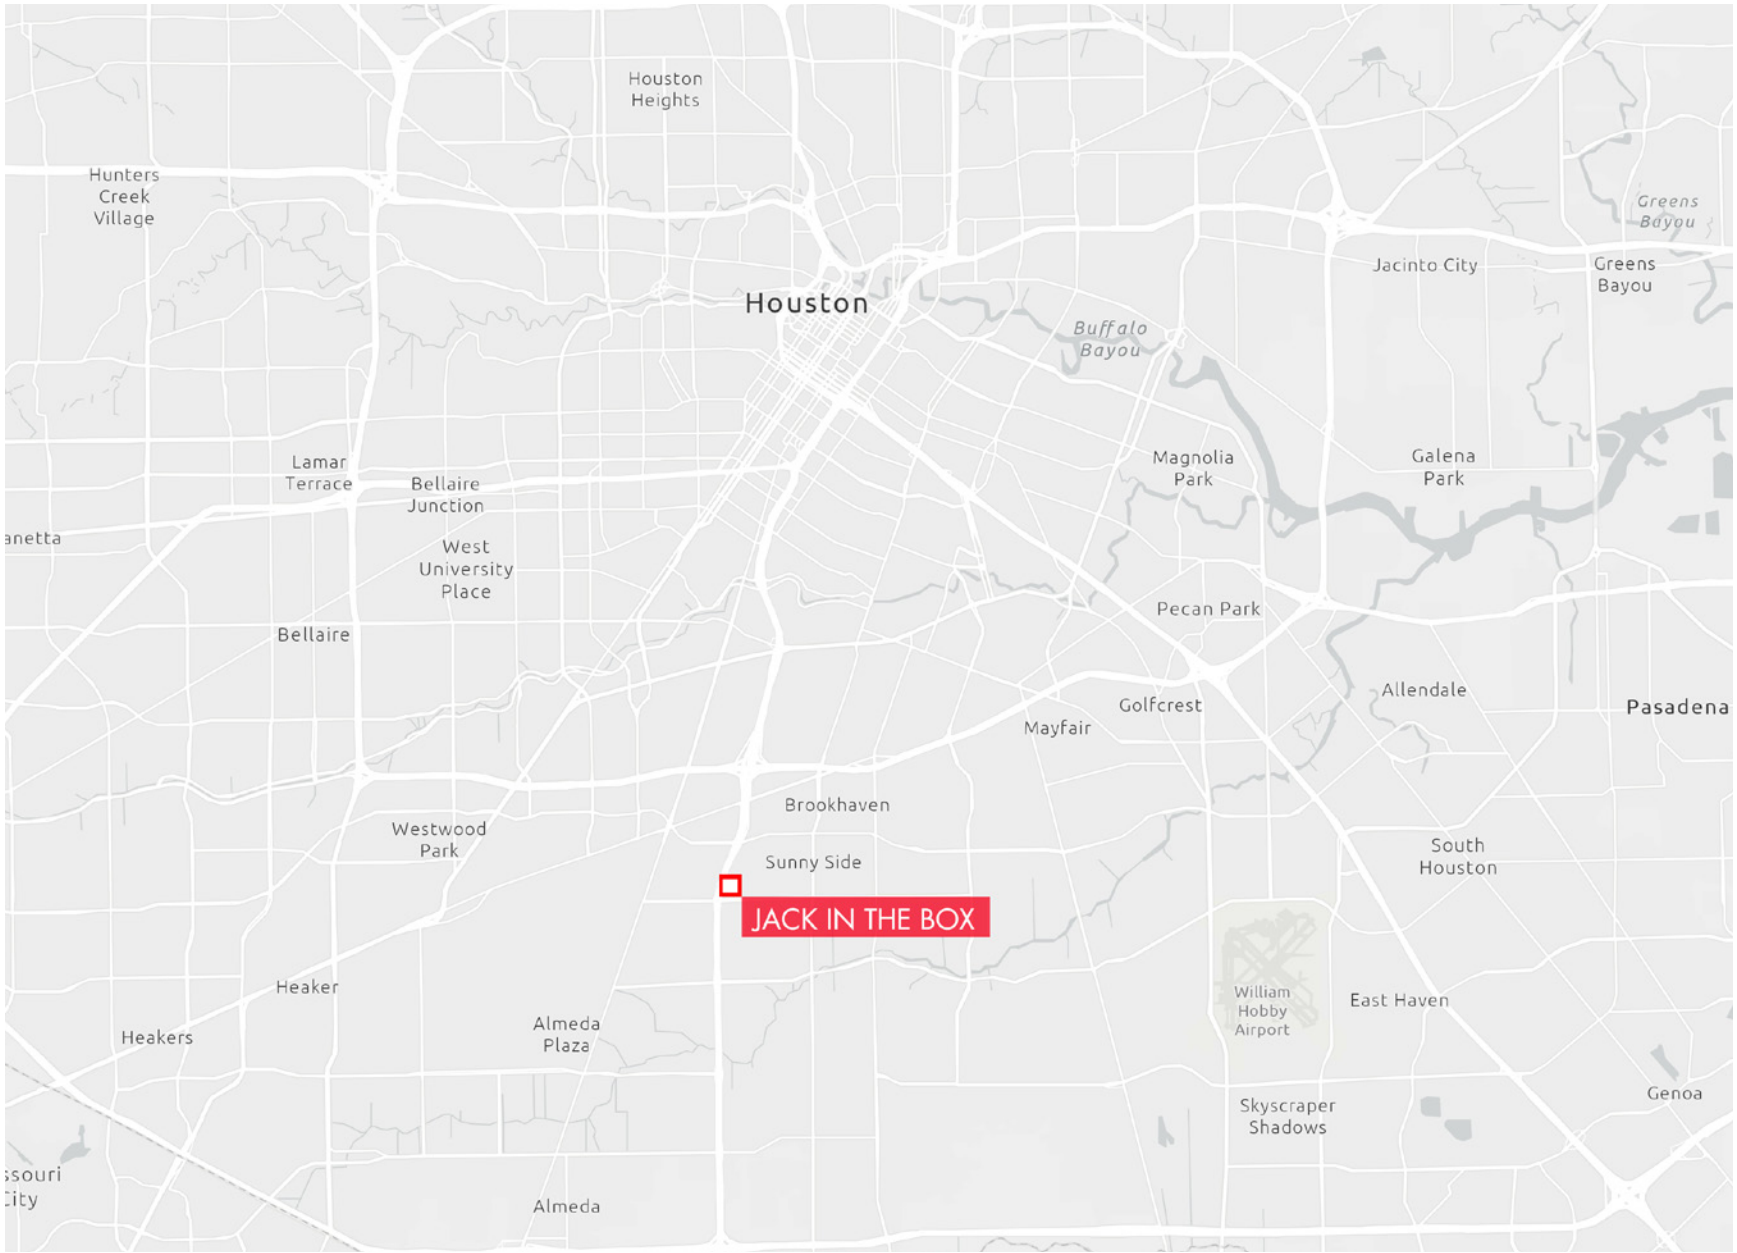 Houston
Heights
Hunters
Creek
Village
Greens
Bayou
Jacinto City
Greens
Bayou
Houston
Buffalo
Bayou
Lamar
Terrace
Bellaire
Junction
Magnolia
Park
Galena
Park
anetta
West
University
Place
Pecan Park
Bellaire
Allendale
Golfcrest
Pasadena
Mayfair
Brookhaven
Westwood
Park
Sunny Side
South
Houston
JACK IN THE BOX
Heaker
William
Hobby
Airport
East Haven
Almeda
Plaza
Heakers
Genoa
Skyscraper
Shadows
ssouri
City
Almeda